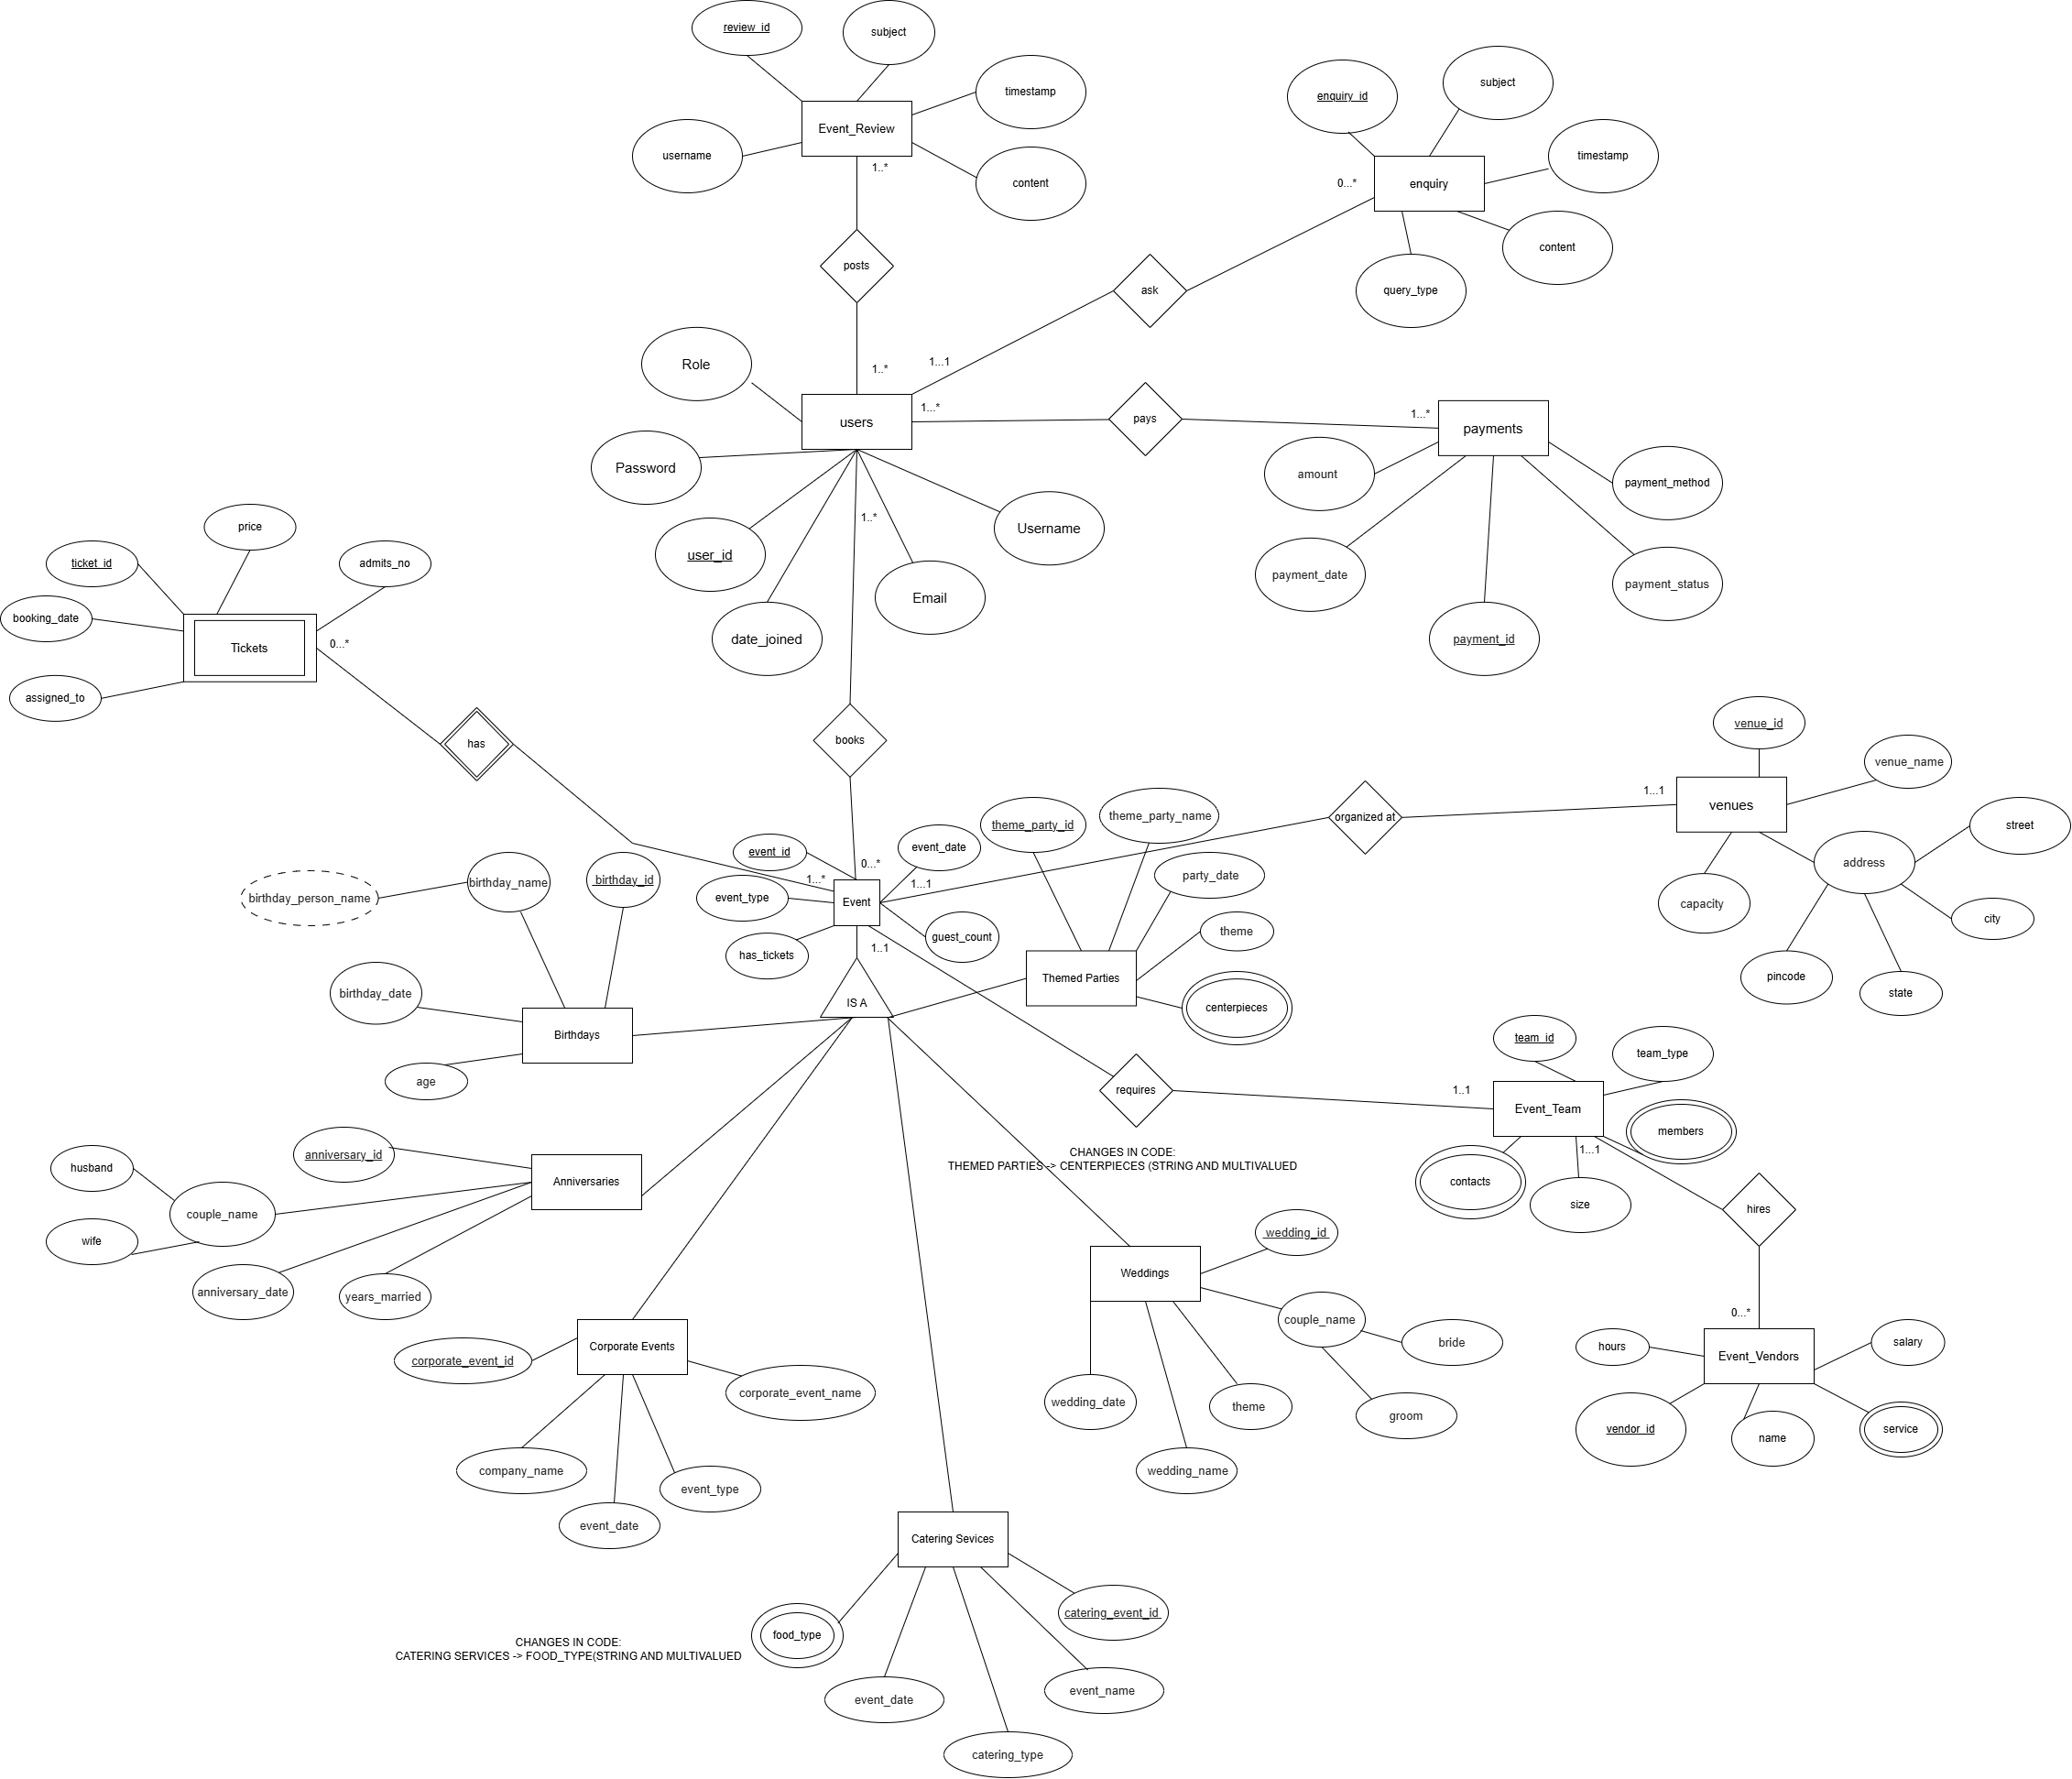 review_id
subject
timestamp
Event_Review
username
content
1..*
enquiry_id
subject
timestamp
0...*
enquiry
content
query_type
posts
ask
Role
1...1
1..*
users
1...*
pays
1...*
payments
Password
amount
payment_method
1..*
Username
user_id
Email
date_joined
payment_date
payment_status
payment_id
price
ticket_id
admits_no
booking_date
0...*
Tickets
assigned_to
has
books
venue_id
venue_name
1...1
venues
organized at
street
address
capacity
city
pincode
state
theme_party_id
theme_party_name
event_id
event_date
0...*
1...*
1...1
Event
event_type
has_tickets
guest_count
1..1
party_date
theme
Themed Parties
centerpieces
birthday_person_name
birthday_name
birthday_id
birthday_date
IS A
Birthdays
age
requires
1..1
team_id
team_type
Event_Team
members
1...1
contacts
size
hires
CHANGES IN CODE:
THEMED PARTIES -> CENTERPIECES (STRING AND MULTIVALUED
husband
anniversary_id
Anniversaries
couple_name
wife
anniversary_date
years_married
wedding_id
Weddings
couple_name
bride
wedding_date
theme
groom
wedding_name
0...*
hours
Event_Vendors
salary
vendor_id
name
service
Corporate Events
corporate_event_id
corporate_event_name
company_name
event_type
event_date
Catering Sevices
catering_event_id
food_type
CHANGES IN CODE:
CATERING SERVICES -> FOOD_TYPE(STRING AND MULTIVALUED
event_date
event_name
catering_type